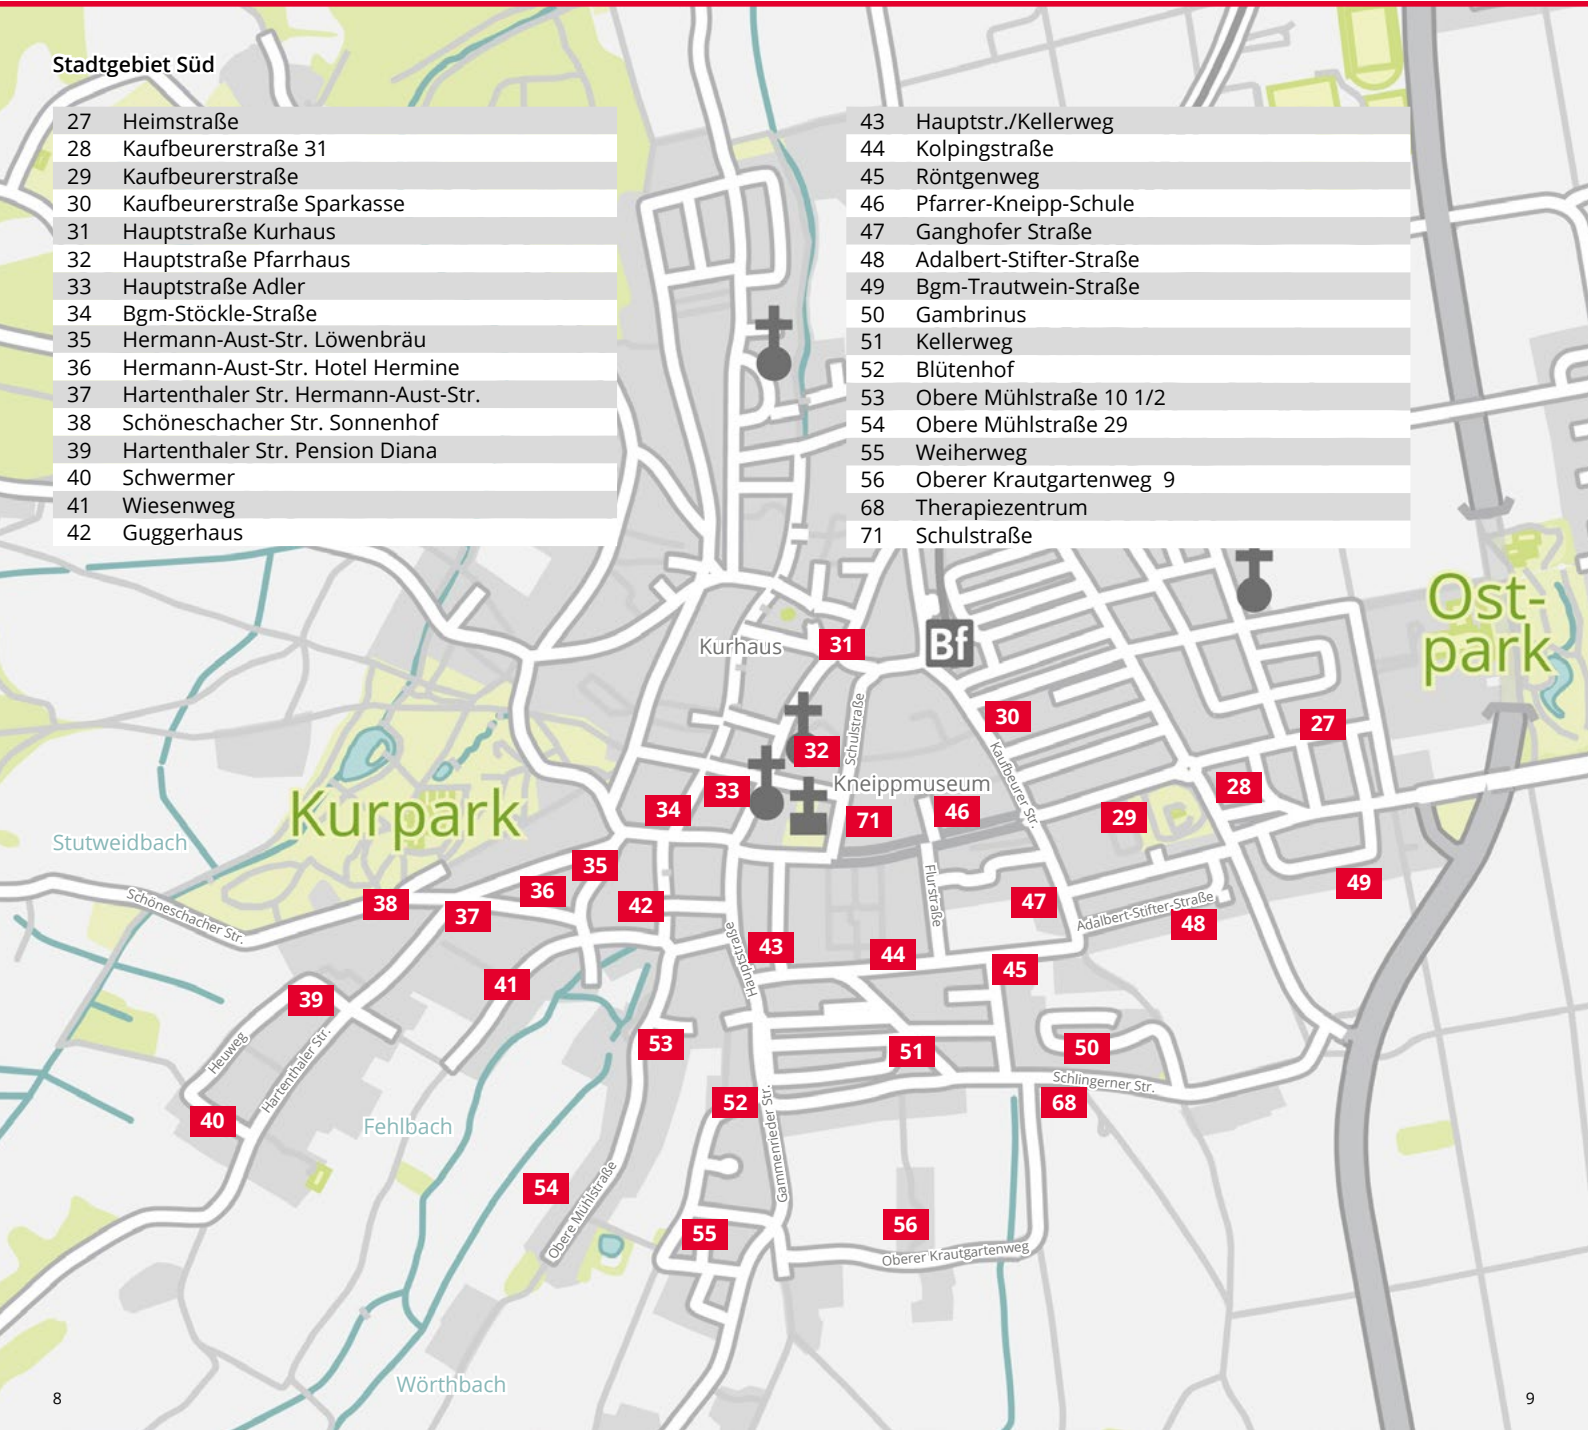 Stadtgebiet Süd
27 Heimstraße
28 Kaufbeurerstraße 31
29 Kaufbeurerstraße
30 Kaufbeurerstraße Sparkasse
31 Hauptstraße Kurhaus
32 Hauptstraße Pfarrhaus
33 Hauptstraße Adler
34 Bgm-Stöckle-Straße
35 Hermann-Aust-Str. Löwenbräu
36 Hermann-Aust-Str. Hotel Hermine
37 Hartenthaler Str. Hermann-Aust-Str.
38 Schöneschacher Str. Sonnenhof
39 Hartenthaler Str. Pension Diana
40 Schwermer
41 Wiesenweg
42 Guggerhaus
43 Hauptstr./Kellerweg
44 Kolpingstraße
45 Röntgenweg
46 Pfarrer-Kneipp-Schule
47 Ganghofer Straße
48 Adalbert-Stifter-Straße
49 Bgm-Trautwein-Straße
50 Gambrinus
51 Kellerweg
52 Blütenhof
53 Obere Mühlstraße 10 1/2
54 Obere Mühlstraße 29
55 Weiherweg
56 Oberer Krautgartenweg 9
68 Therapiezentrum
71 Schulstraße
Ost-
park
Kurhaus
31
Bf
30
27
Schulstraße
32
Kaufbeurer Str.
Kneippmuseum
33
28
34
46
29
71
Kurpark
Stutweidbach
35
Flurstraße
36
49
38
Schöneschacher Str.
37
42
47
Adalbert-Stifter-Straße
48
43
Hauptstraße
44
45
41
39
Heuweg
Hartenthaler Str.
53
51
50
Schlingerner Str.
52
68
40
Fehlbach
Gammenrieder Str.
54
Obere Mühlstraße
55
56
Oberer Krautgartenweg
Wörthbach
8
9